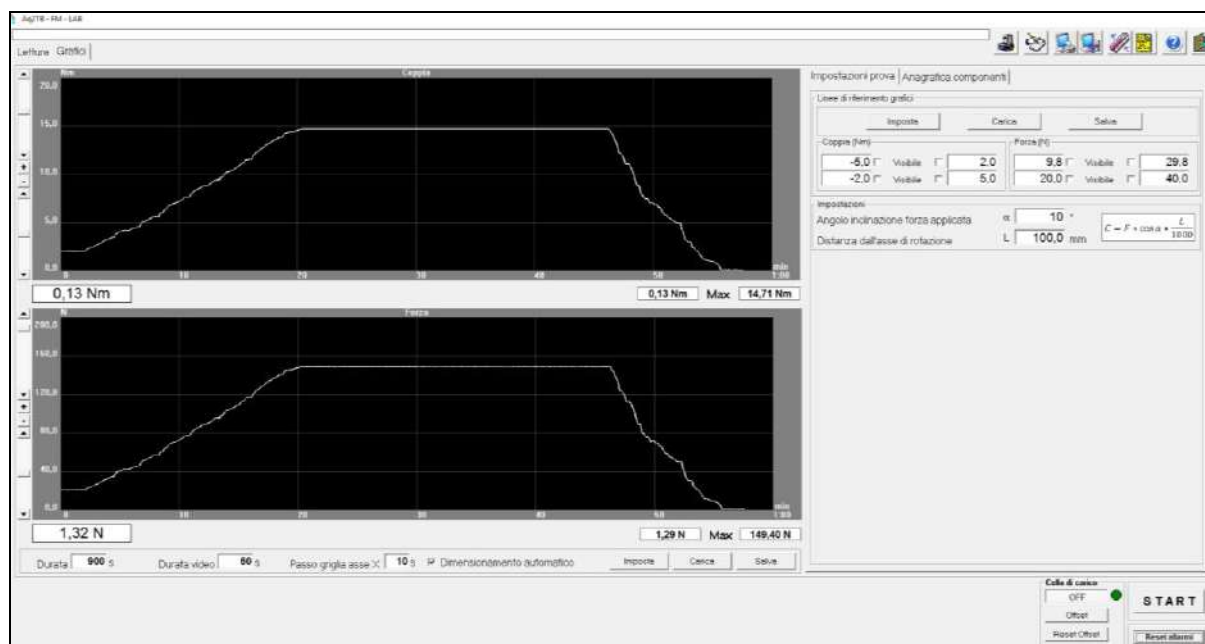 Letture Grafici
Nm Coppia
20,0
15,0
10,0
5,0
0,0
0 10 20 30 40 50 min 1:00
0,13 Nm 0,13 Nm Max 14,71 Nm
N Forza
200,0
160,0
120,0
80,0
40,0
0,0
0 10 20 30 40 50 min 1:00
1,32 N 1,29 N Max 149,40 N
Durata 900 s Durata video 60 s Passo griglia asse X 10 s Dimensionamento automatico Imposta Carica Salva
Impostazioni prova Anagrafica componenti
Linee di riferimento grafici
Imposta Carica Salva
Coppia (Nm) Forza (N)
-5,0 Visibile 2,0 9,8 Visibile 29,8
-2,0 Visibile 5,0 20,0 Visibile 40,0
Impostazioni
Angolo inclinazione forza applicata α 10 °
Distanza dall'asse di rotazione L 100,0 mm
C = F * cos α * L/1000
Celle di carico
OFF
Offset
Reset Offset
START
Reset allarmi